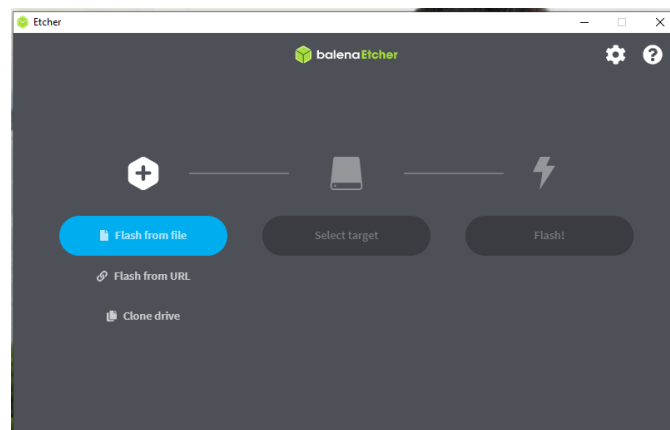 Etcher
balenaEtcher
Flash from file
Select target
Flash!
Flash from URL
Clone drive